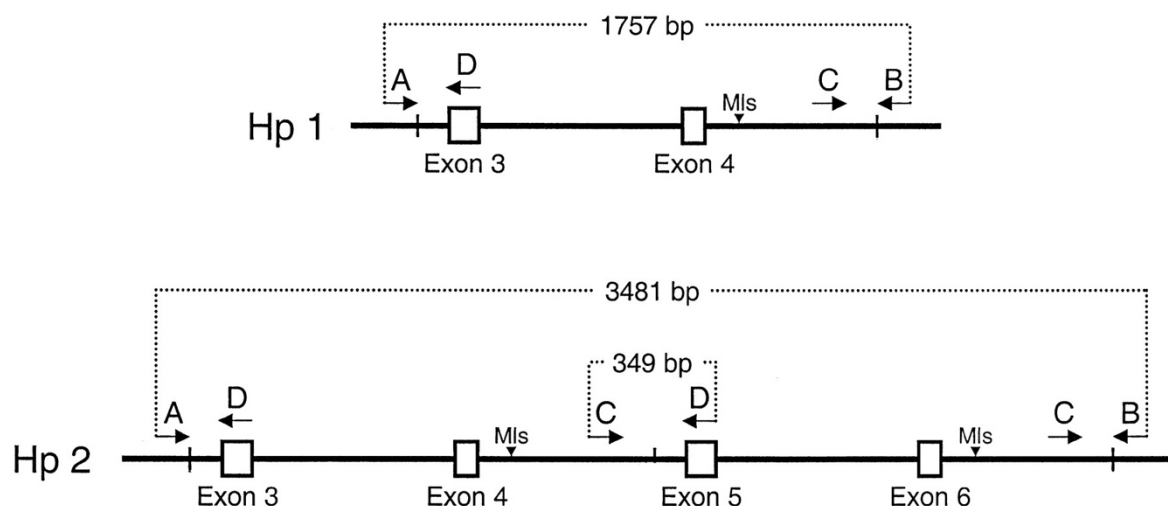 1757 bp
A D C B
Mls
Hp 1
Exon 3 Exon 4
3481 bp
349 bp
A D C D C B
Mls Mls
Hp 2
Exon 3 Exon 4 Exon 5 Exon 6